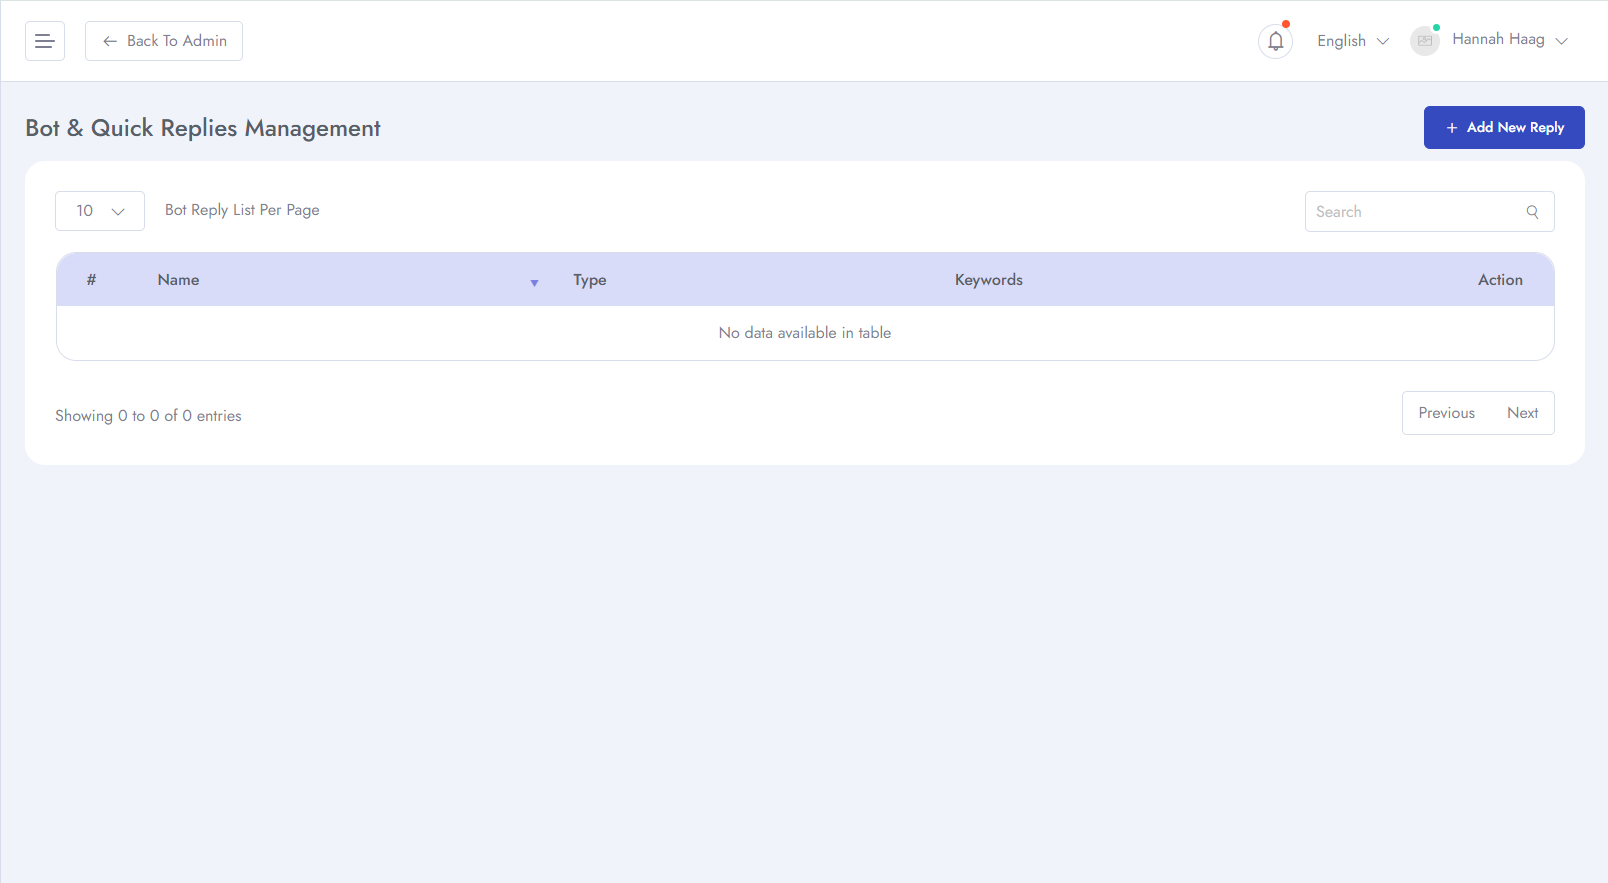 Back To Admin
English
Hannah Haag
Bot & Quick Replies Management
+ Add New Reply
10
Bot Reply List Per Page
Search
# Name Type Keywords Action
No data available in table
Showing 0 to 0 of 0 entries
Previous Next